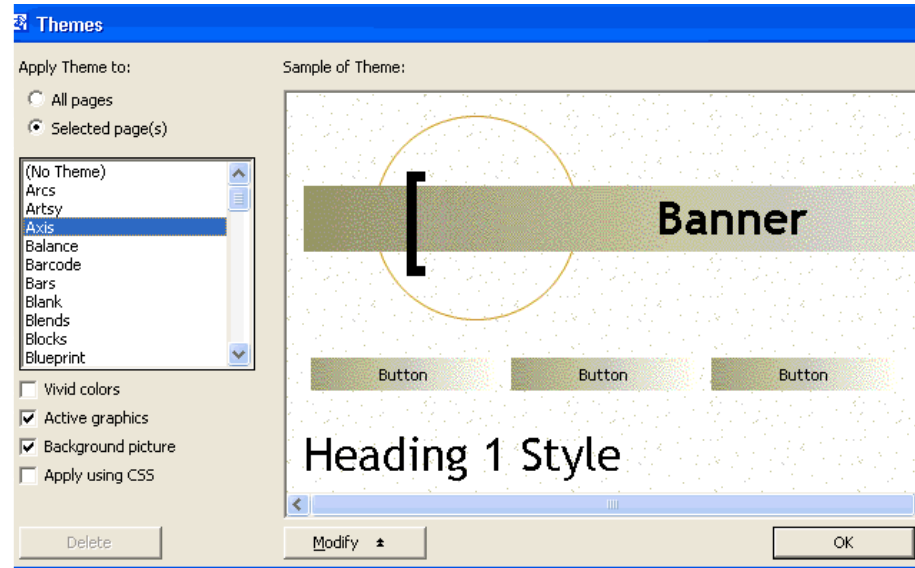 Themes
Apply Theme to:
All pages
Selected page(s)
(No Theme)
Arcs
Artsy
Axis
Balance
Barcode
Bars
Blank
Blends
Blocks
Blueprint
Vivid colors
Active graphics
Background picture
Apply using CSS
Delete
Sample of Theme:
Banner
Button Button Button
Heading 1 Style
Modify
OK